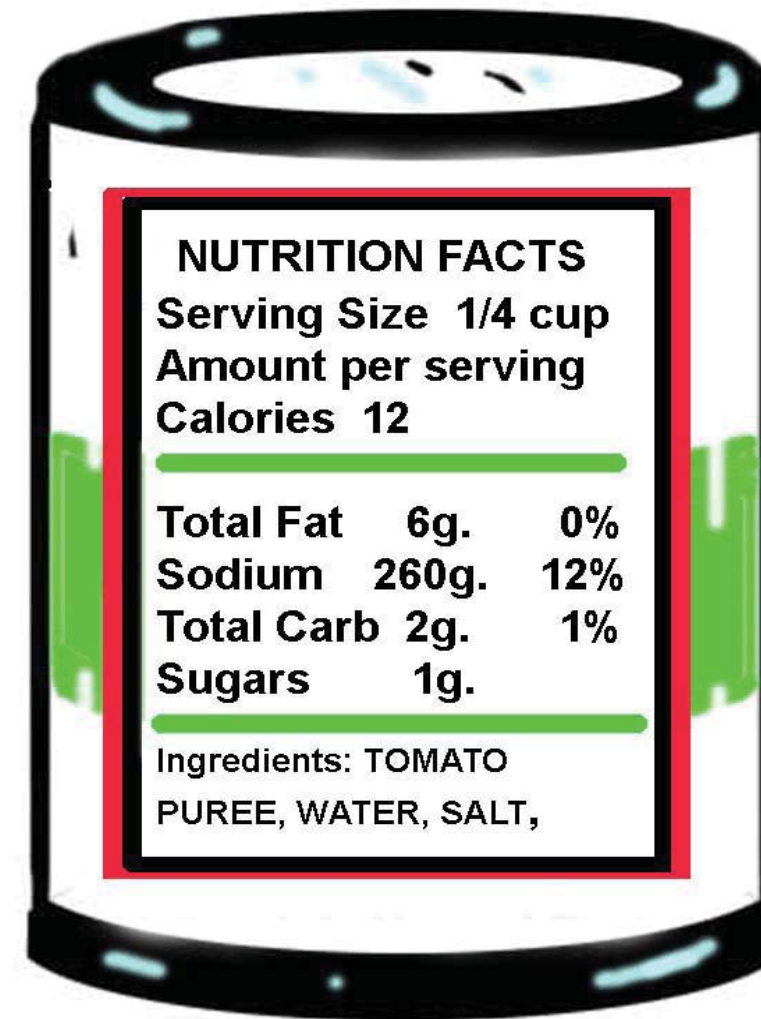 NUTRITION FACTS
Serving Size 1/4 cup
Amount per serving
Calories 12
Total Fat 6g. 0%
Sodium 260g. 12%
Total Carb 2g. 1%
Sugars 1g.
Ingredients: TOMATO
PUREE, WATER, SALT,